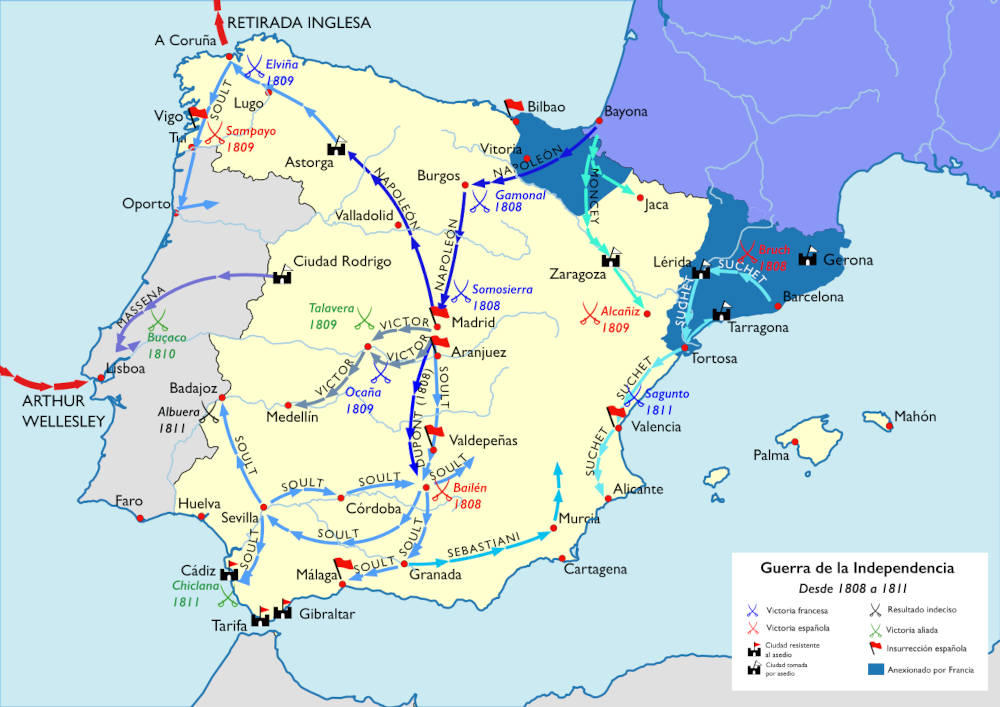 RETIRADA INGLESA
A Coruña
Elviña
1809
SOULT
Lugo
Vigo
Tui
Sampayo
1809
Astorga
Bilbao
Bayona
Vitoria
NAPOLEÓN
Burgos
Gamonal
1808
MONCEY
Jaca
NAPOLEÓN
NAPOLEÓN
Oporto
Valladolid
Ciudad Rodrigo
Zaragoza
Lérida
Bruch
1808
Gerona
SUCHET
SUCHET
Barcelona
Tarragona
Tortosa
MASSENA
Buçaco
1810
Somosierra
1808
Talavera
1809
Alcañiz
1809
VICTOR
Madrid
VICTOR
Aranjuez
VICTOR
Lisboa
ARTHUR
WELLESLEY
Badajoz
Albuera
1811
Medellín
Ocaña
1809
DUPONT (1808)
SOULT
SUCHET
Sagunto
1811
Valencia
SUCHET
Mahón
Palma
Valdepeñas
SOULT
SOULT
SOULT
SOULT
Bailén
1808
Alicante
Faro
Huelva
Sevilla
Córdoba
SOULT
Murcia
SOULT
SOULT
SOULT
SEBASTIANI
Cádiz
Chiclana
1811
Málaga
Granada
Cartagena
Tarifa
Gibraltar
Guerra de la Independencia
Desde 1808 a 1811
Victoria francesa
Resultado indeciso
Victoria española
Victoria aliada
Ciudad resistente
al asedio
Insurrección española
Ciudad tomada
por asedio
Anexionado por Francia